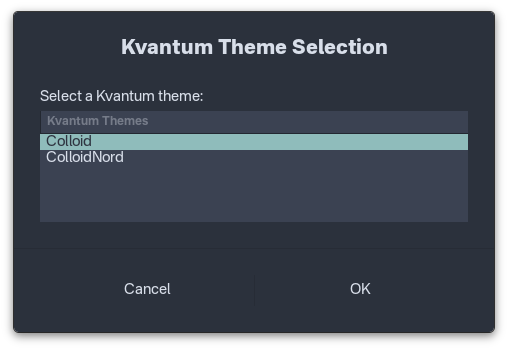 Kvantum Theme Selection
Select a Kvantum theme:
Kvantum Themes
Colloid
ColloidNord
Cancel
OK